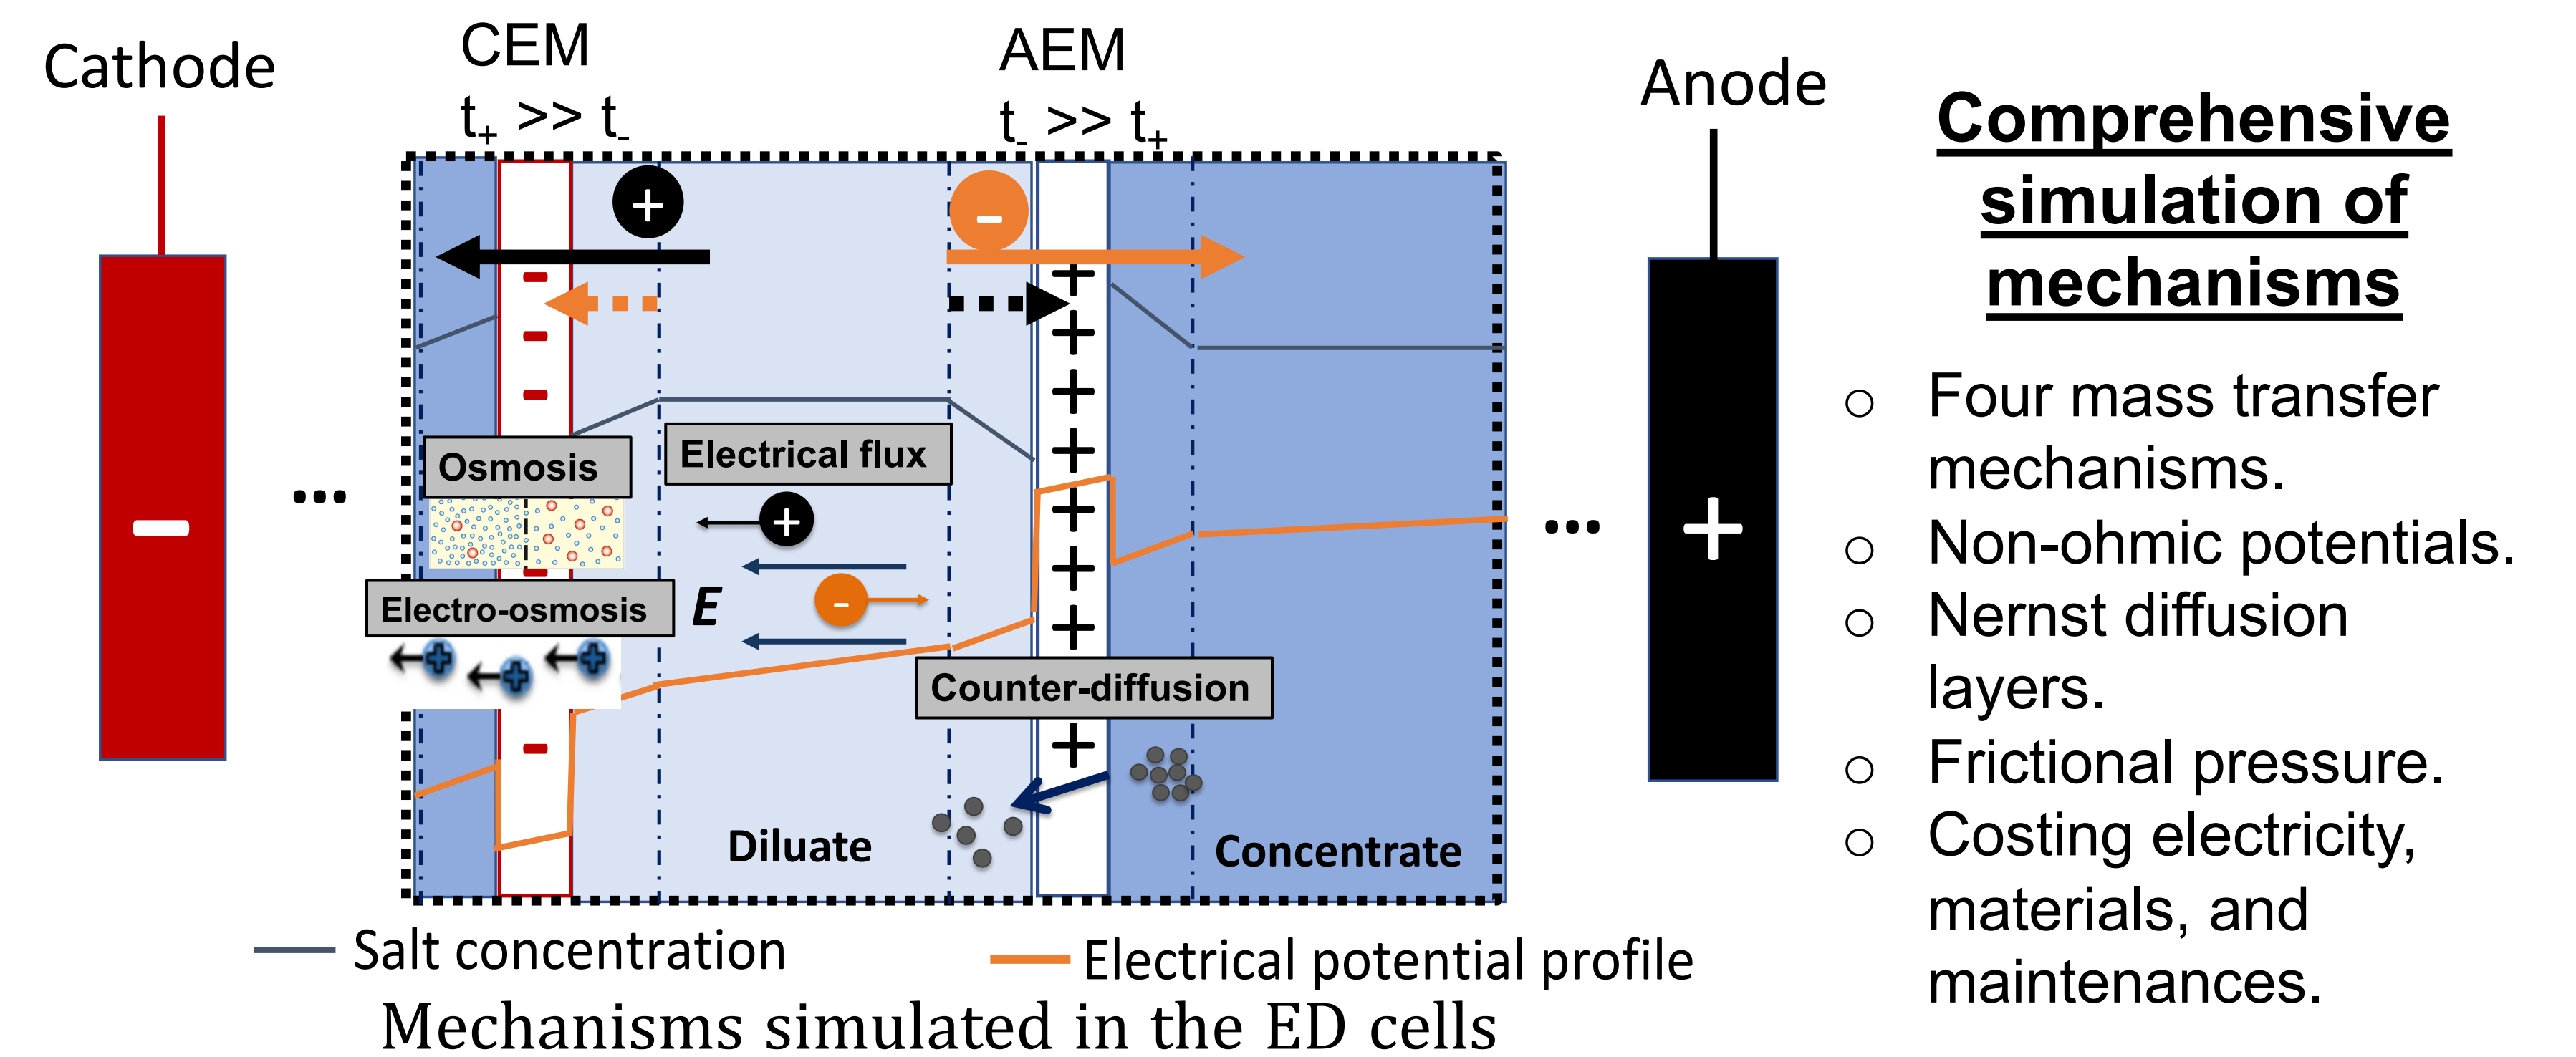 Cathode
CEM
t₊ >> t₋
AEM
t₋ >> t₊
Anode
+
-
- 
-
-
+
+
+
+
Osmosis
Electrical flux
+
+
...
-
-
+
...
+
Electro-osmosis
E
-
+
+
+
+
Counter-diffusion
-
+
Diluate
Concentrate
Salt concentration
Electrical potential profile
Mechanisms simulated in the ED cells
Comprehensive
simulation of
mechanisms
○ Four mass transfer
mechanisms.
○ Non-ohmic potentials.
○ Nernst diffusion
layers.
○ Frictional pressure.
○ Costing electricity,
materials, and
maintenances.